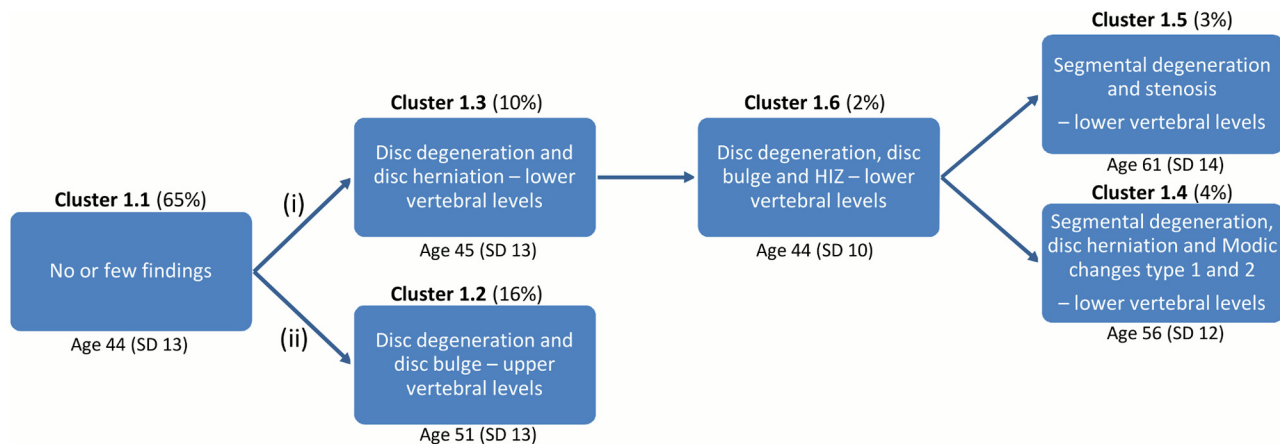 Cluster 1.1 (65%)
No or few findings
Age 44 (SD 13)
(i)
(ii)
Cluster 1.3 (10%)
Disc degeneration and
disc herniation – lower
vertebral levels
Age 45 (SD 13)
Cluster 1.2 (16%)
Disc degeneration and
disc bulge – upper
vertebral levels
Age 51 (SD 13)
Cluster 1.6 (2%)
Disc degeneration, disc
bulge and HIZ – lower
vertebral levels
Age 44 (SD 10)
Cluster 1.5 (3%)
Segmental degeneration
and stenosis
– lower vertebral levels
Age 61 (SD 14)
Cluster 1.4 (4%)
Segmental degeneration,
disc herniation and Modic
changes type 1 and 2
– lower vertebral levels
Age 56 (SD 12)